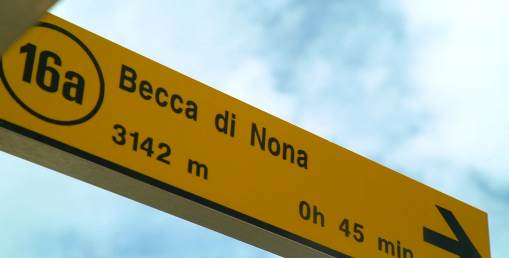 16a
Becca di Nona
3142 m
0h 45 min